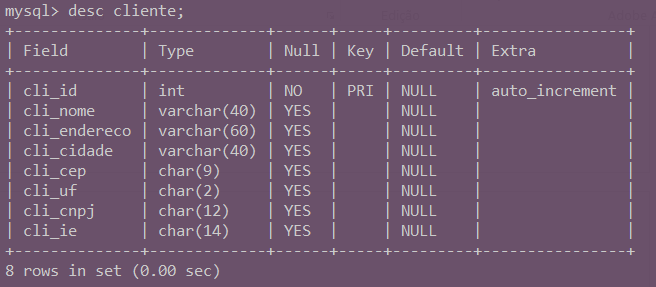 mysql> desc cliente;
+--------------+-------------+------+-----+---------+----------------+
| Field        | Type        | Null | Key | Default | Extra          |
+--------------+-------------+------+-----+---------+----------------+
| cli_id       | int         | NO   | PRI | NULL    | auto_increment |
| cli_nome     | varchar(40) | YES  |     | NULL    |                |
| cli_endereco | varchar(60) | YES  |     | NULL    |                |
| cli_cidade   | varchar(40) | YES  |     | NULL    |                |
| cli_cep      | char(9)     | YES  |     | NULL    |                |
| cli_uf       | char(2)     | YES  |     | NULL    |                |
| cli_cnpj     | char(12)    | YES  |     | NULL    |                |
| cli_ie       | char(14)    | YES  |     | NULL    |                |
+--------------+-------------+------+-----+---------+----------------+
8 rows in set (0.00 sec)